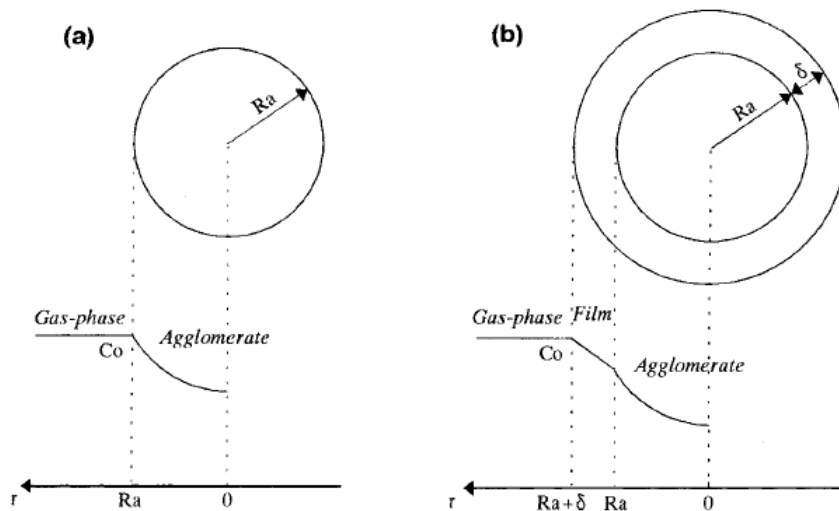 (a)
Ra
Gas-phase
Co
Agglomerate
r
Ra
0
(b)
Ra
δ
Gas-phase Film
Co
Agglomerate
r
Ra+δ
Ra
0